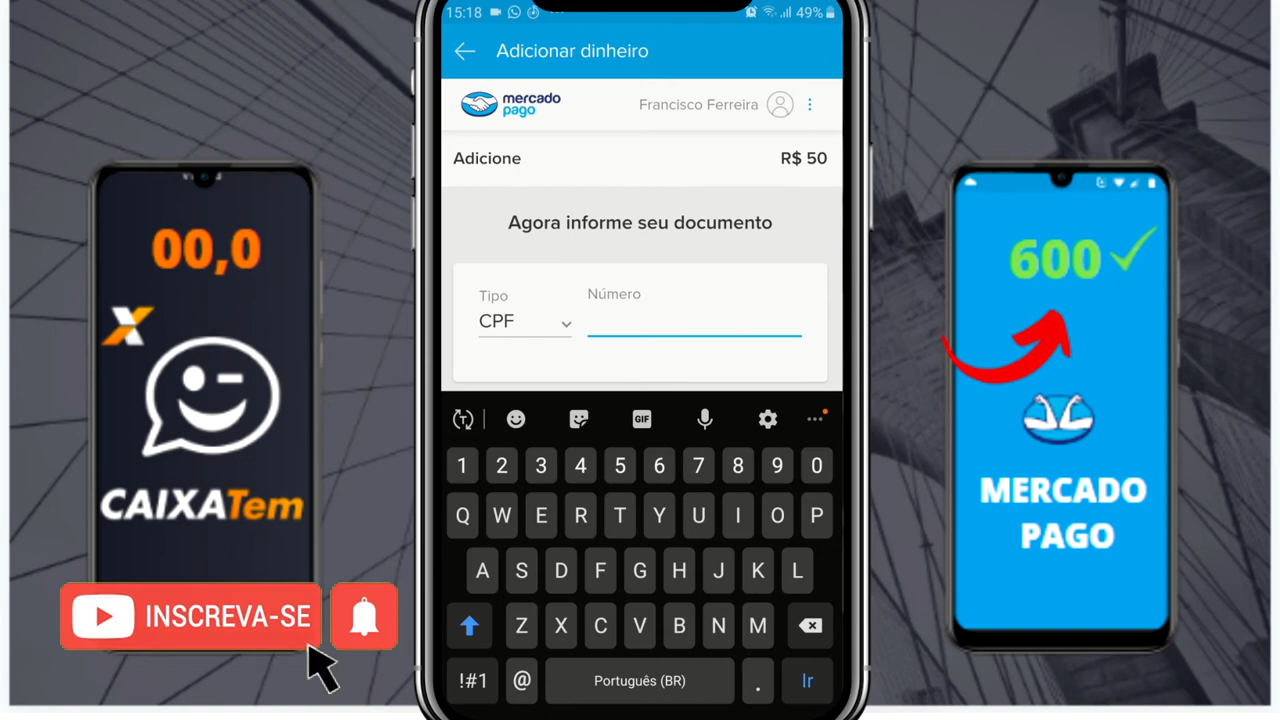 15:18
49%
Adicionar dinheiro
mercado
pago
Francisco Ferreira
Adicione
R$ 50
Agora informe seu documento
Tipo
Número
CPF
GIF
1 2 3 4 5 6 7 8 9 0
Q W E R T Y U I O P
A S D F G H J K L
Z X C V B N M
!#1
@
Português (BR)
.
Ir
00,0
X
CAIXATem
INSCREVA-SE
600
MERCADO
PAGO